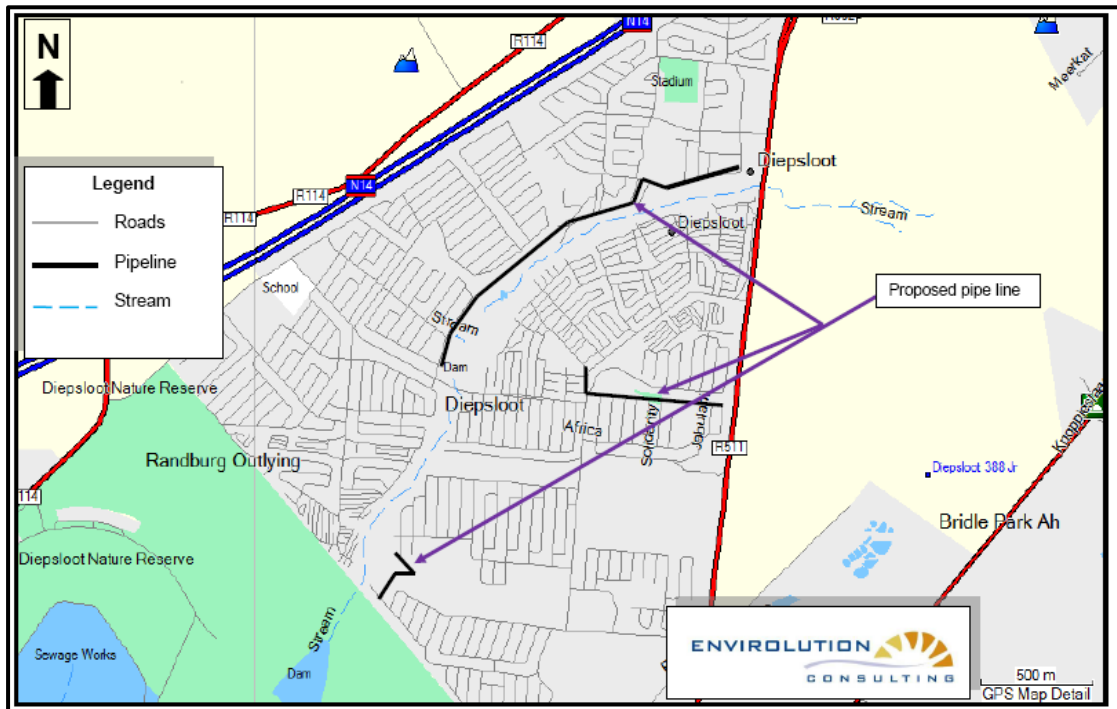 N
Legend
Roads
Pipeline
Stream
R114
N14
Stadium
Meerkat
R114
N14
R114
Diepsloot
Stream
Diepsloot
School
Proposed pipe line
Stream
Dam
Diepsloot Nature Reserve
Diepsloot
Africa
Solidarity
R511
Randburg Outlying
Diepsloot 388 Jr
114
Bridle Park Ah
Diepsloot Nature Reserve
Stream
Sewage Works
Dam
ENVIROLUTION
CONSULTING
500 m
GPS Map Detail